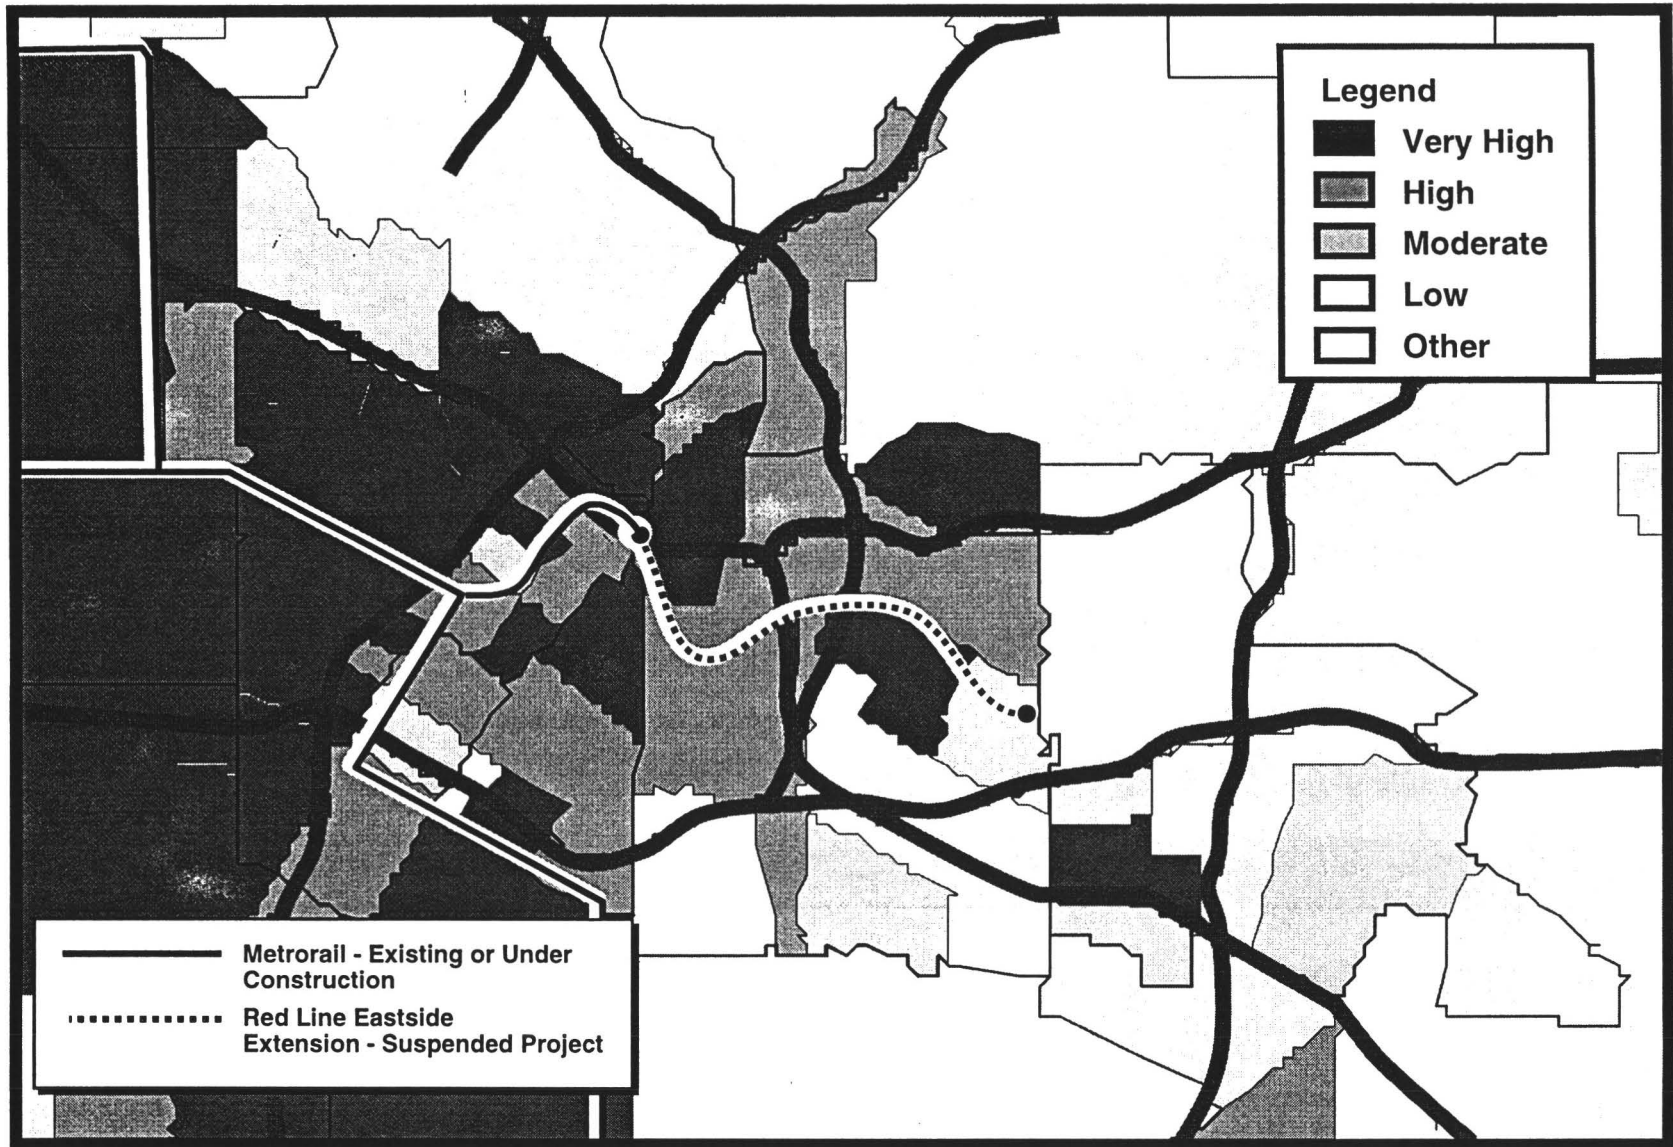 Legend
Very High
High
Moderate
Low
Other
Metrorail - Existing or Under
Construction
Red Line Eastside
Extension - Suspended Project